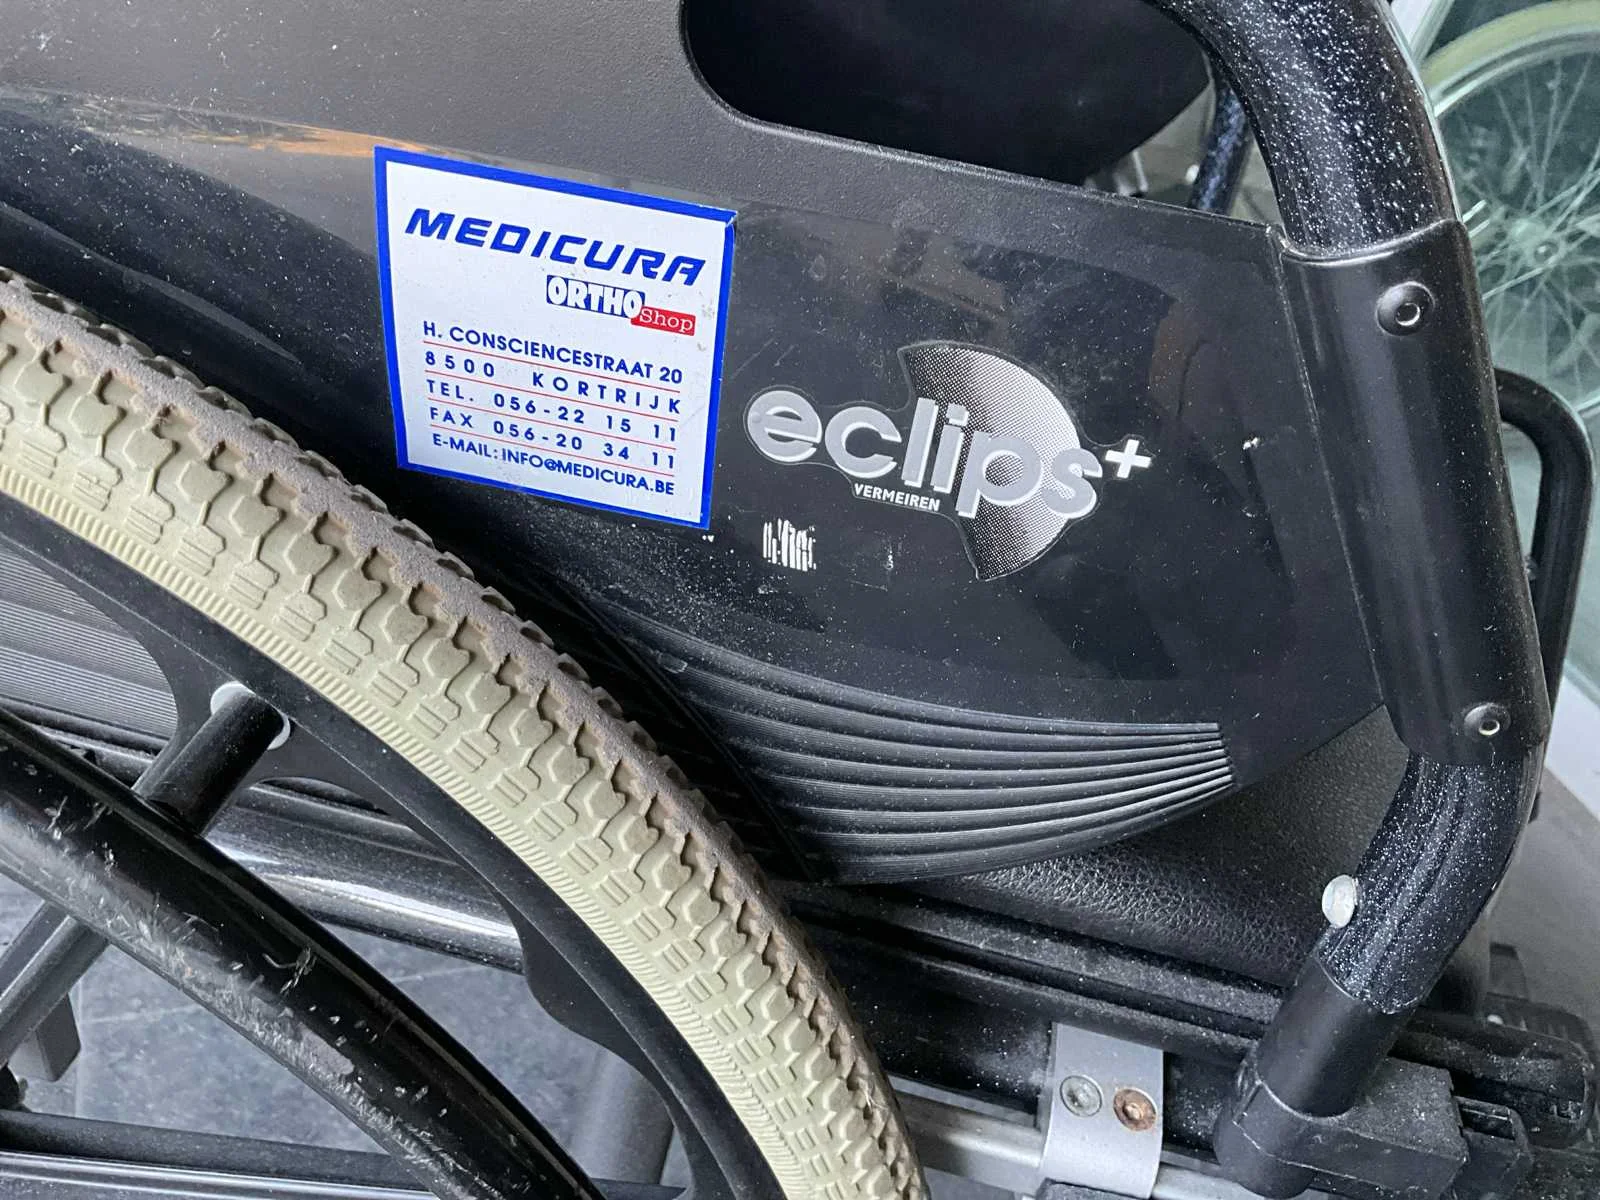 MEDICURA
ORTHO
Shop
H. CONSCIENCESTRAAT 20
8500 KORTRIJK
TEL. 056-22 15 11
FAX 056-20 34 11
E-MAIL: INFO@MEDICURA.BE
eclips+
VERMEIREN